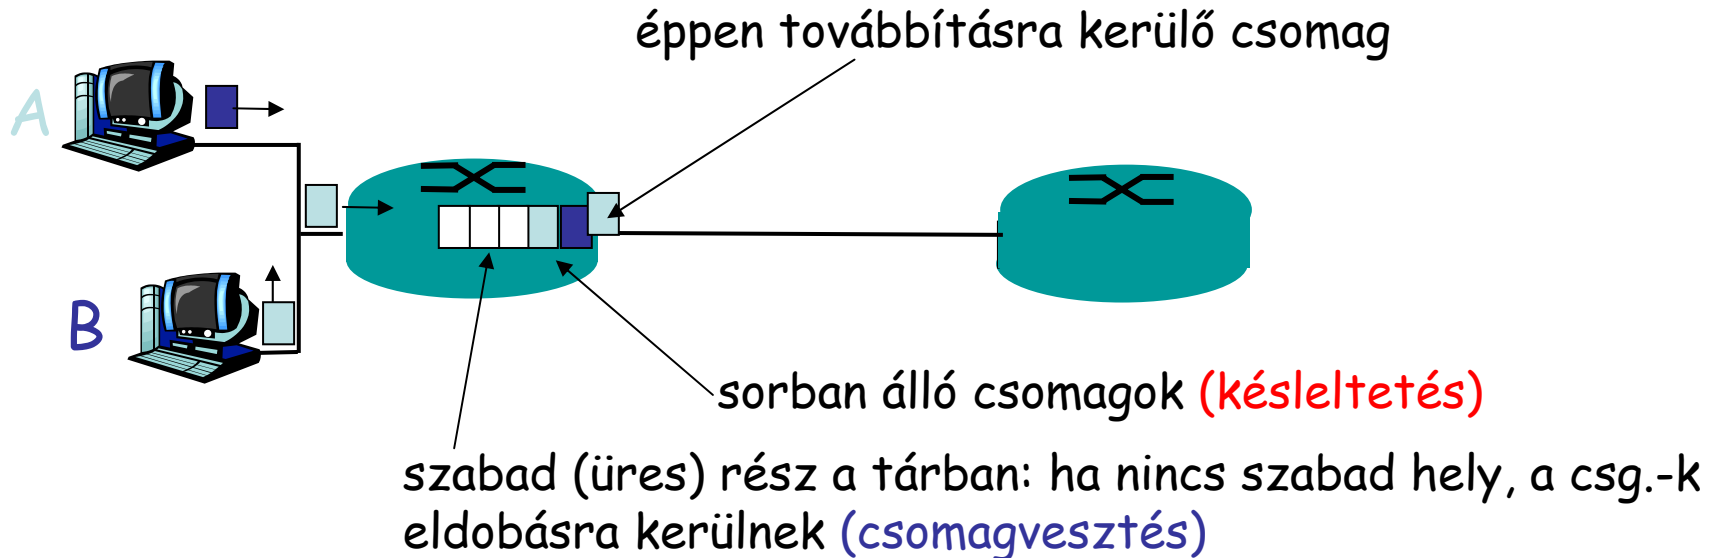 éppen továbbításra kerülő csomag
A
B
sorban álló csomagok (késleltetés)
szabad (üres) rész a tárban: ha nincs szabad hely, a csg.-k
eldobásra kerülnek (csomagvesztés)